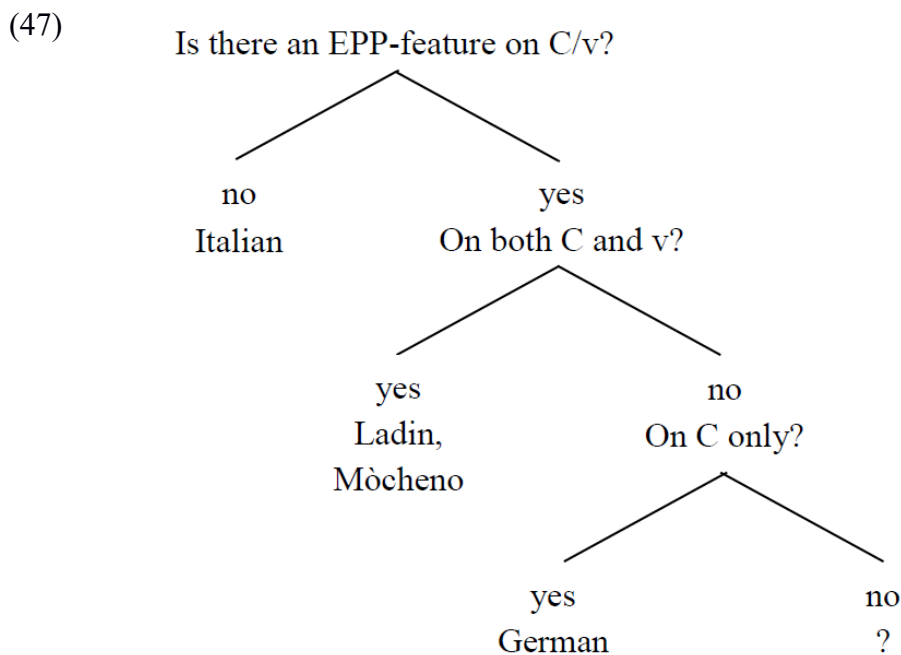 (47)
Is there an EPP-feature on C/v?
no
yes
Italian
On both C and v?
yes
no
Ladin,
On C only?
Mòcheno
yes
no
German
?